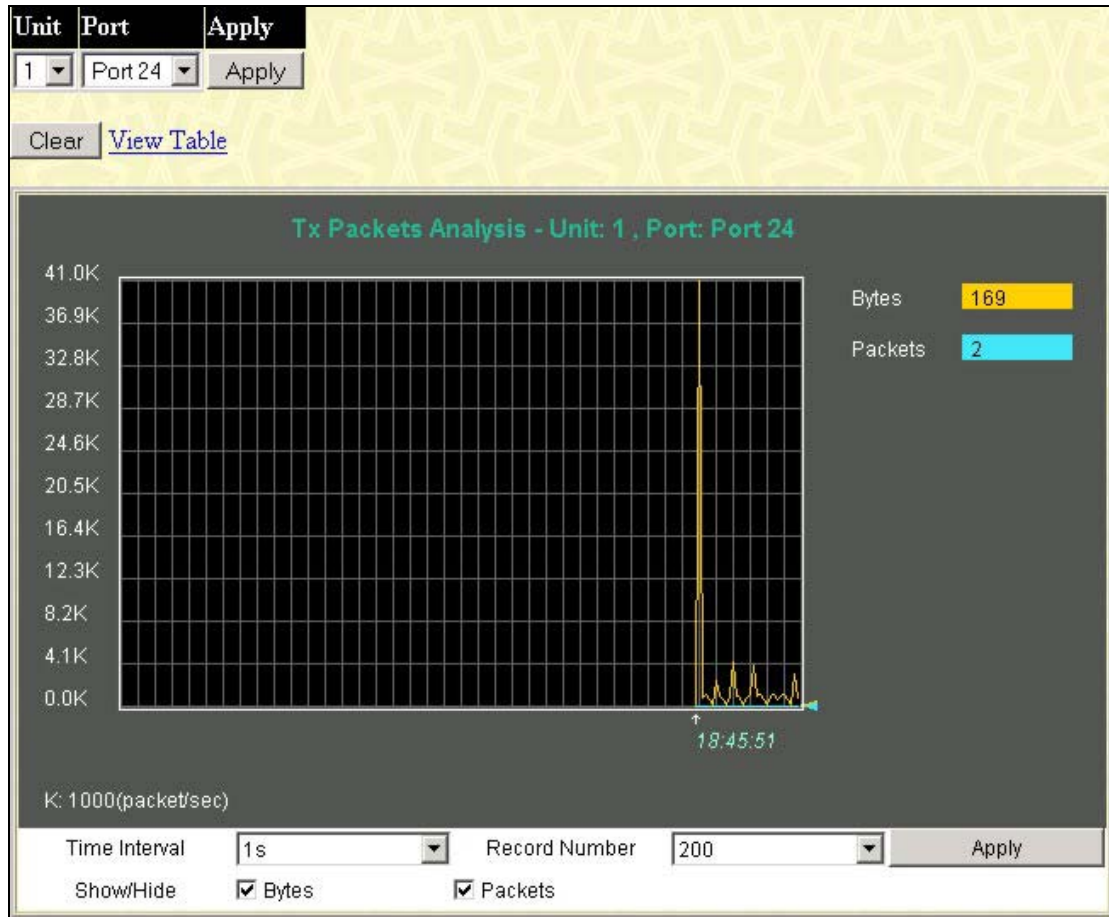 Unit Port Apply
1 Port 24 Apply
Clear View Table
Tx Packets Analysis - Unit: 1 , Port: Port 24
41.0K
36.9K
32.8K
28.7K
24.6K
20.5K
16.4K
12.3K
8.2K
4.1K
0.0K
Bytes 169
Packets 2
18:45:51
K: 1000(packet/sec)
Time Interval 1s Record Number 200 Apply
Show/Hide Bytes Packets